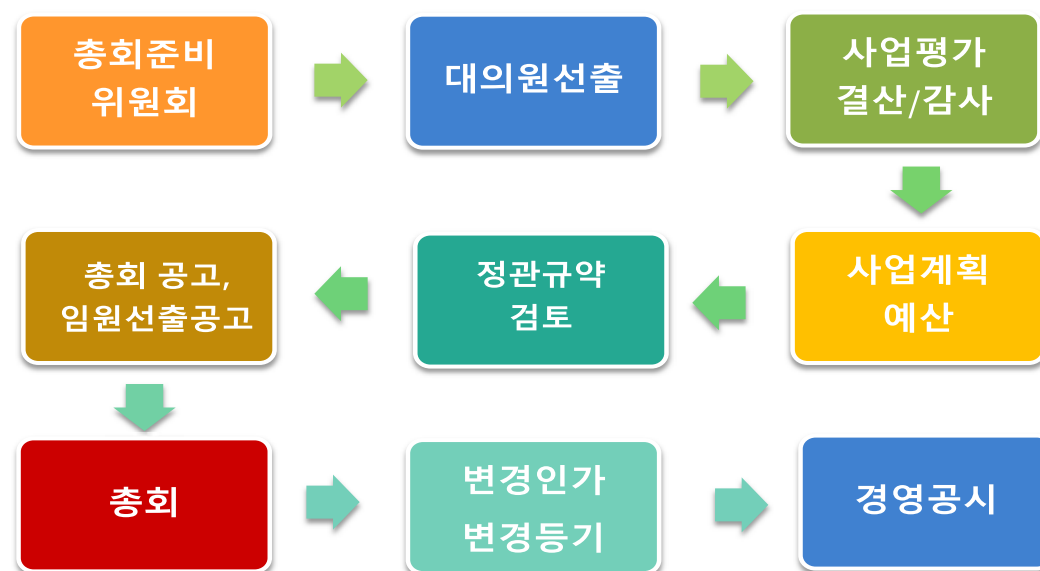 총회준비
위원회
대의원선출
사업평가
결산/감사
사업계획
예산
정관규약
검토
총회 공고,
임원선출공고
총회
변경인가
변경등기
경영공시